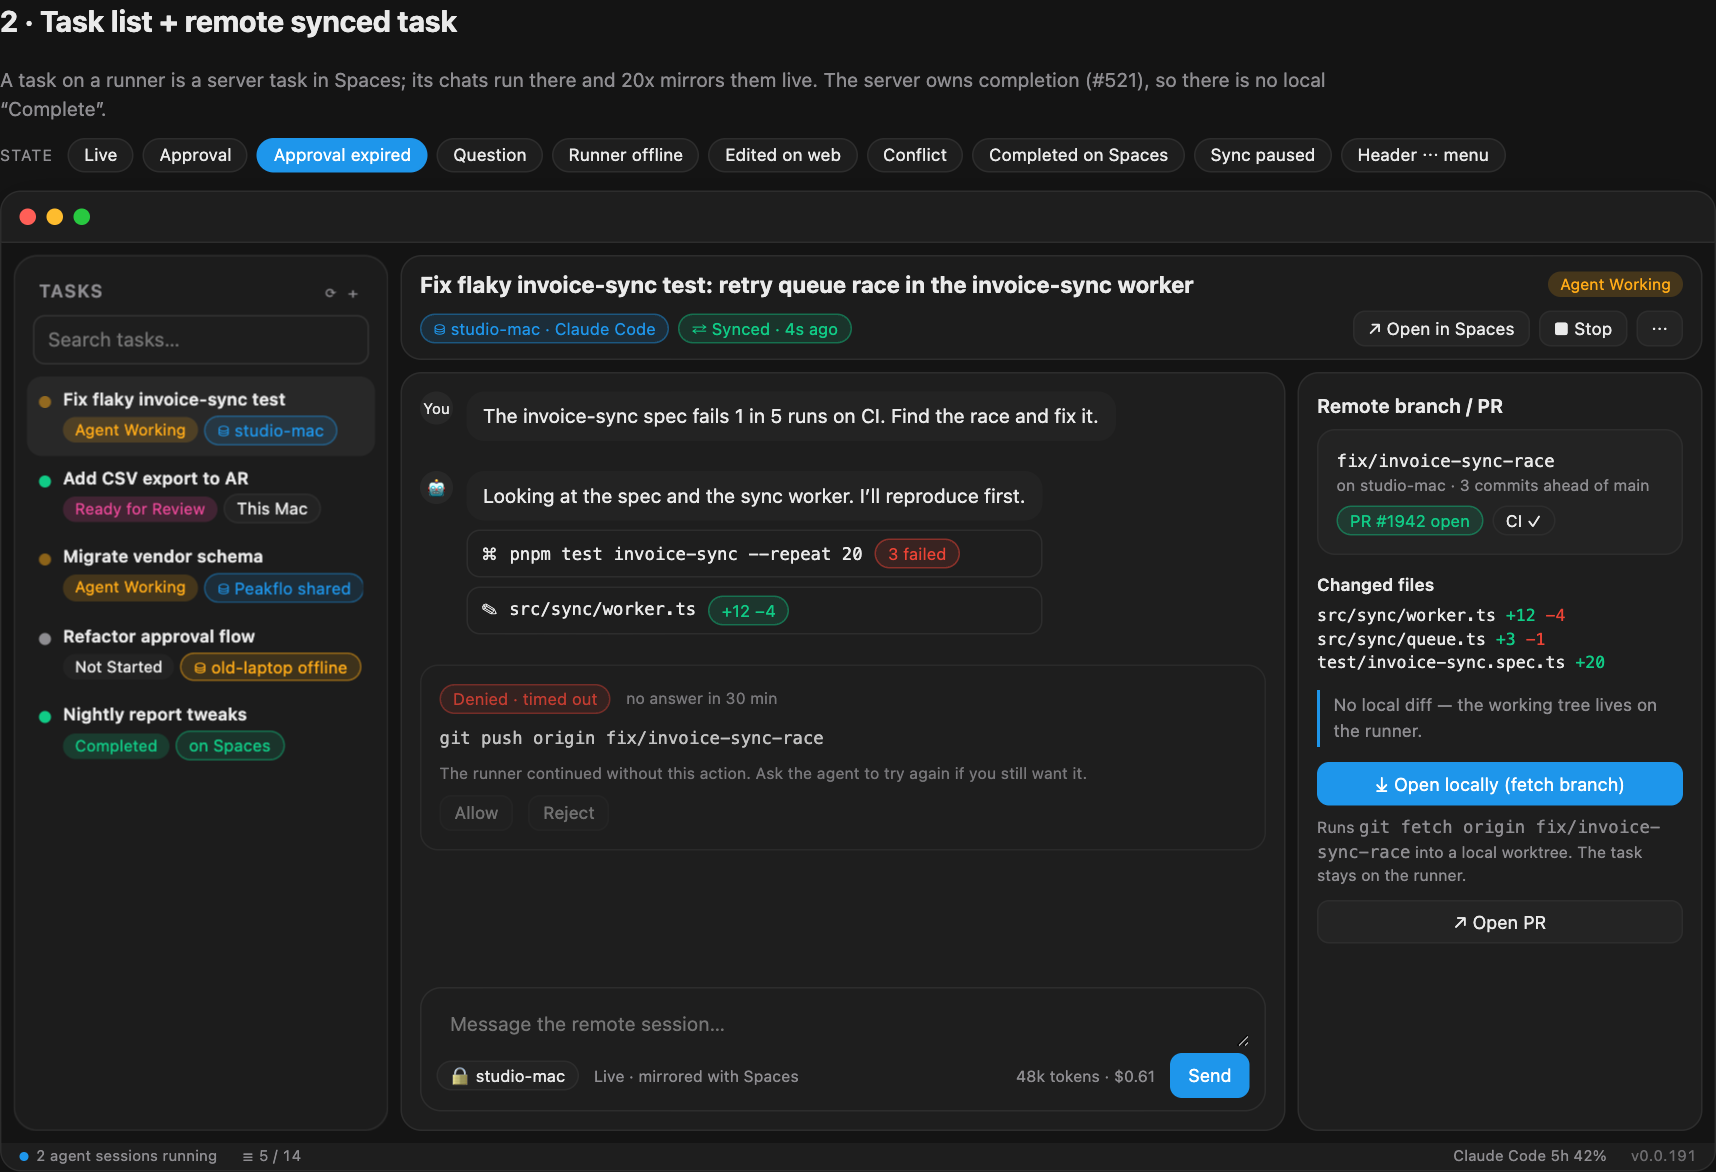 2 · Task list + remote synced task
A task on a runner is a server task in Spaces; its chats run there and 20x mirrors them live. The server owns completion (#521), so there is no local
“Complete”.
STATE Live Approval Approval expired Question Runner offline Edited on web Conflict Completed on Spaces Sync paused Header ··· menu
TASKS
Search tasks...
Fix flaky invoice-sync test
Agent Working studio-mac
Add CSV export to AR
Ready for Review This Mac
Migrate vendor schema
Agent Working Peakflo shared
Refactor approval flow
Not Started old-laptop offline
Nightly report tweaks
Completed on Spaces
Fix flaky invoice-sync test: retry queue race in the invoice-sync worker
Agent Working
studio-mac · Claude Code ⇄ Synced · 4s ago
↗ Open in Spaces Stop ···
You
The invoice-sync spec fails 1 in 5 runs on CI. Find the race and fix it.
Looking at the spec and the sync worker. I’ll reproduce first.
⌘ pnpm test invoice-sync --repeat 20 3 failed
✎ src/sync/worker.ts +12 −4
Denied · timed out no answer in 30 min
git push origin fix/invoice-sync-race
The runner continued without this action. Ask the agent to try again if you still want it.
Allow Reject
Message the remote session...
studio-mac Live · mirrored with Spaces 48k tokens · $0.61 Send
Remote branch / PR
fix/invoice-sync-race
on studio-mac · 3 commits ahead of main
PR #1942 open CI ✓
Changed files
src/sync/worker.ts +12 −4
src/sync/queue.ts +3 −1
test/invoice-sync.spec.ts +20
No local diff — the working tree lives on
the runner.
↓ Open locally (fetch branch)
Runs git fetch origin fix/invoice-
sync-race into a local worktree. The task
stays on the runner.
↗ Open PR
2 agent sessions running ≡ 5 / 14
Claude Code 5h 42% v0.0.191